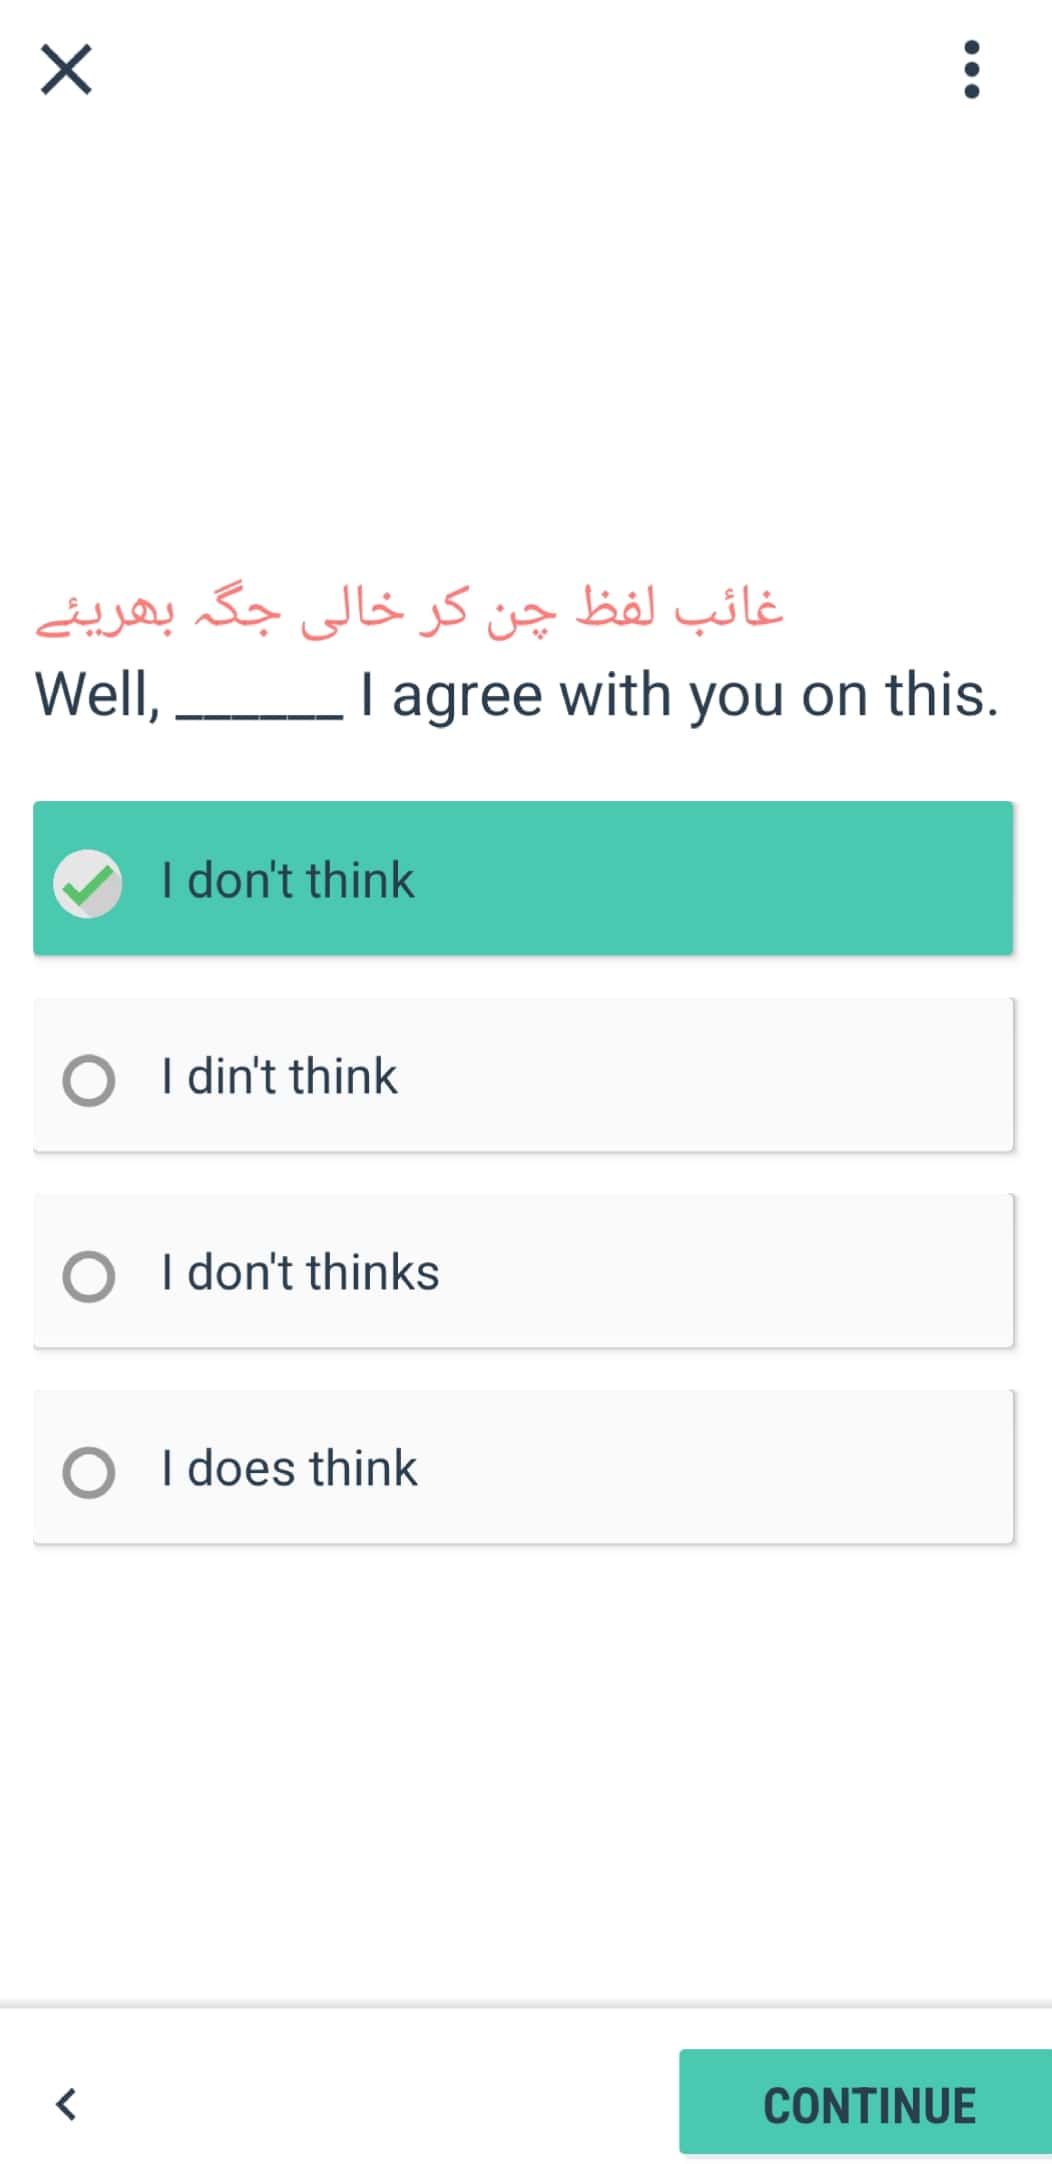 غائب لفظ چن کر خالی جگہ بھریئے
Well, ______ I agree with you on this.
I don't think
I din't think
I don't thinks
I does think
CONTINUE